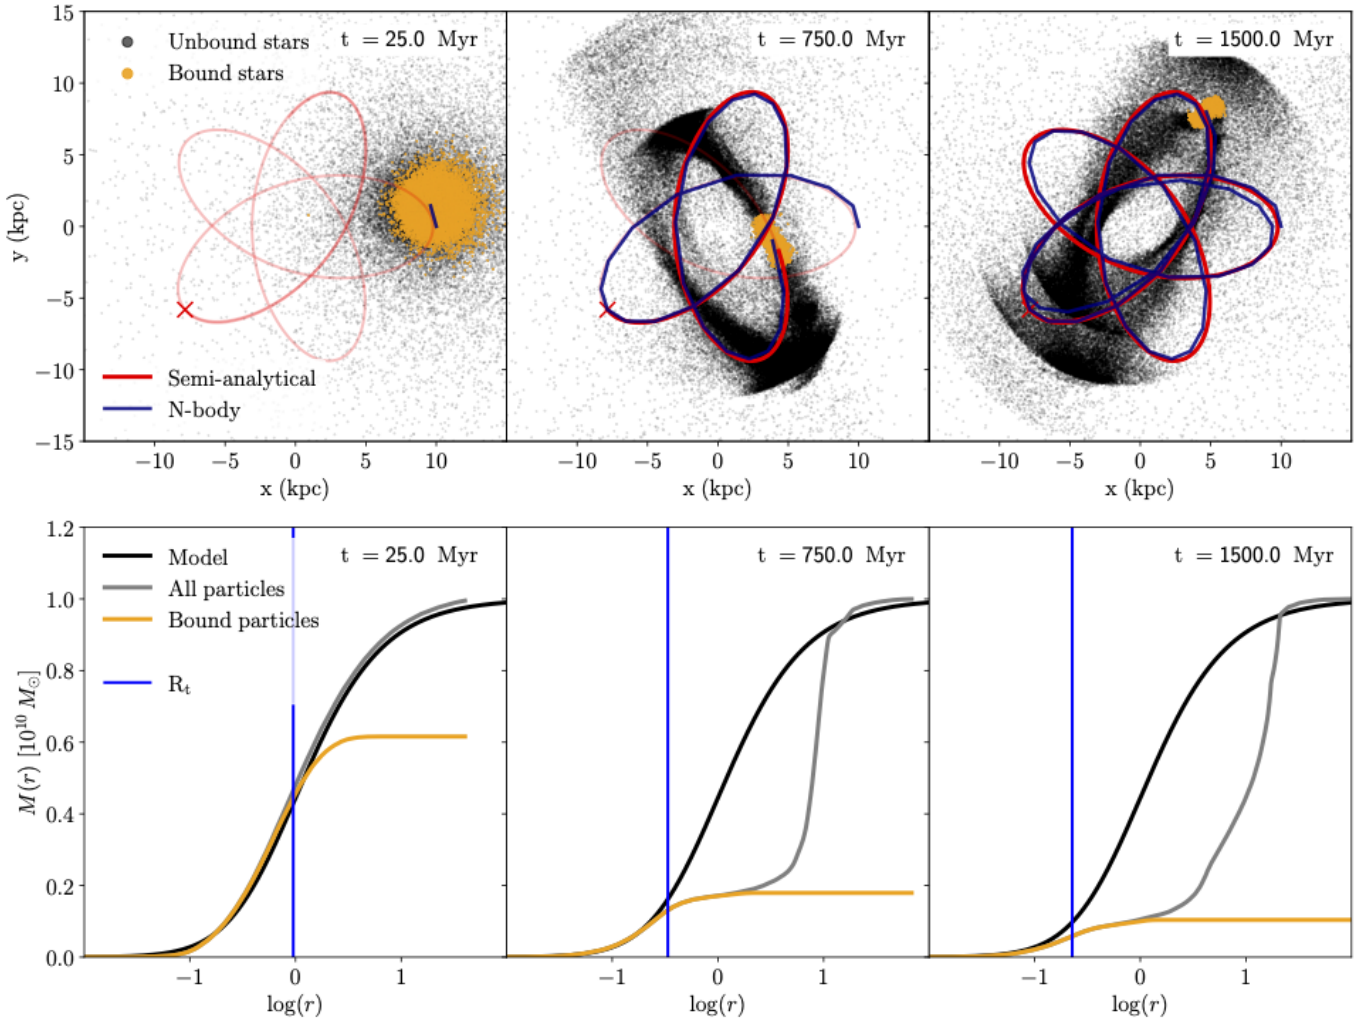 Unbound stars
Bound stars
t = 25.0 Myr
t = 750.0 Myr
t = 1500.0 Myr
15
10
5
0
−5
−10
−15
y (kpc)
Semi-analytical
N-body
−10 −5 0 5 10
−10 −5 0 5 10
−10 −5 0 5 10
x (kpc)
x (kpc)
x (kpc)
1.2
1.0
0.8
0.6
0.4
0.2
0.0
M(r) [10¹⁰ M⊙]
Model
All particles
Bound particles
Rₜ
t = 25.0 Myr
t = 750.0 Myr
t = 1500.0 Myr
−1 0 1
−1 0 1
−1 0 1
log(r)
log(r)
log(r)